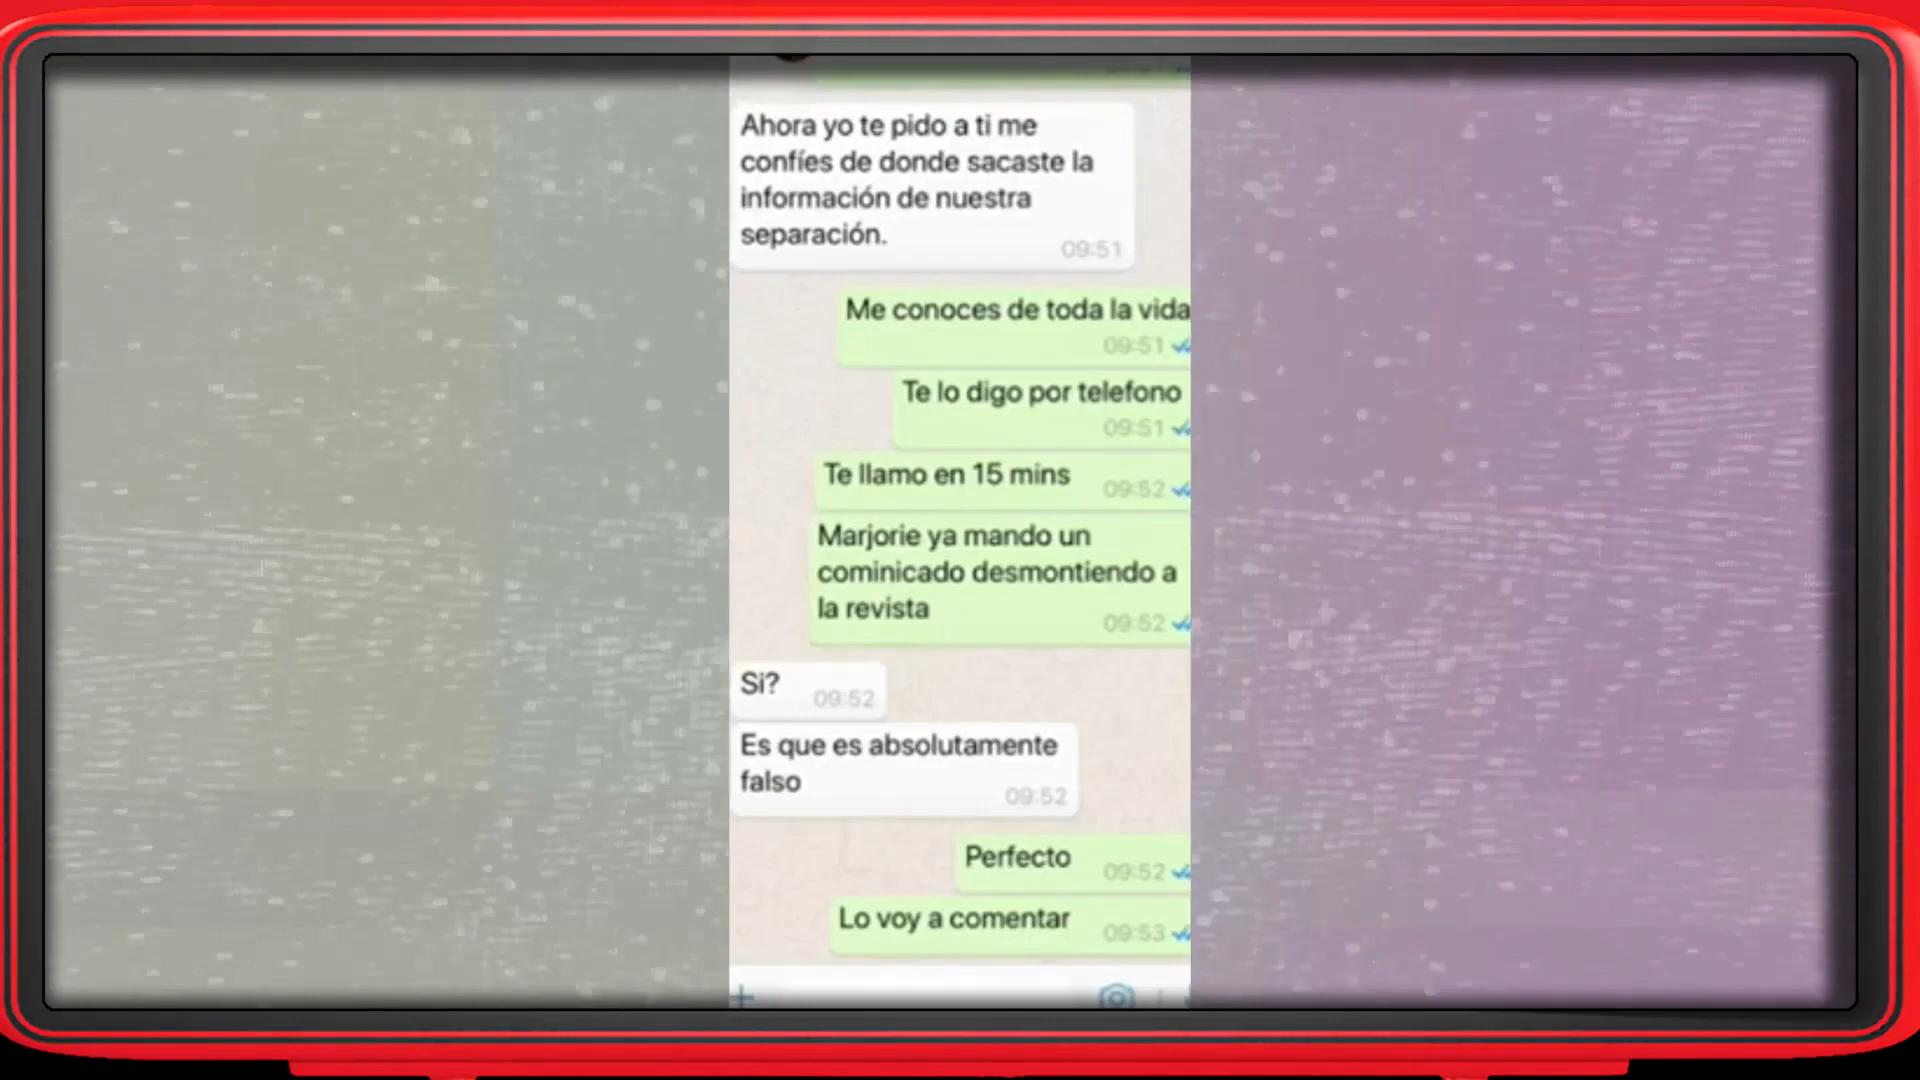 Ahora yo te pido a ti me
confíes de donde sacaste la
información de nuestra
separación.
09:51
Me conoces de toda la vida
09:51
Te lo digo por telefono
09:51
Te llamo en 15 mins
09:52
Marjorie ya mando un
cominicado desmontiendo a
la revista
09:52
Si?
09:52
Es que es absolutamente
falso
09:52
Perfecto
09:52
Lo voy a comentar
09:53